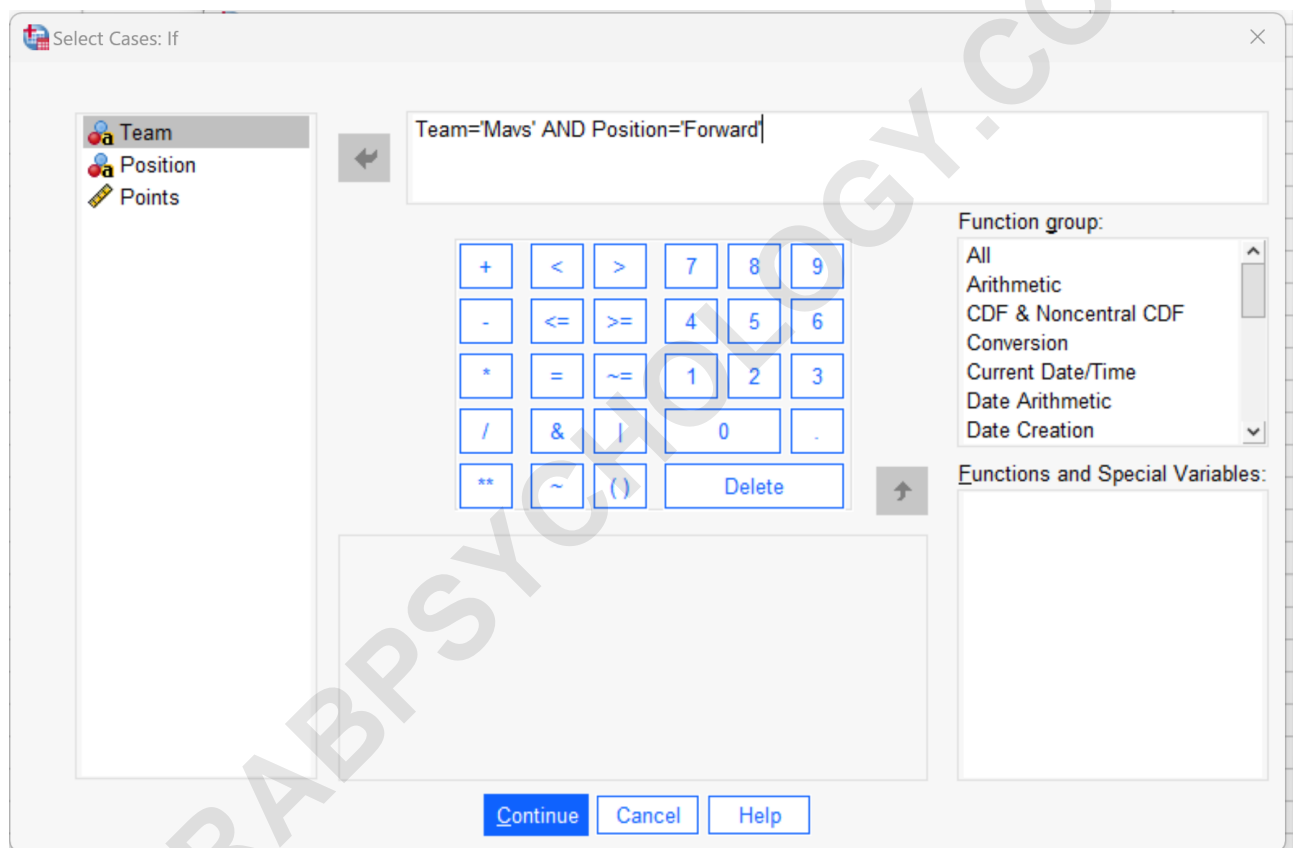 Select Cases: If
Team
Position
Points
Team='Mavs' AND Position='Forward'
+ < > 7 8 9
- <= >= 4 5 6
* = ~= 1 2 3
/ & | 0 .
** ~ ( ) Delete
Function group:
All
Arithmetic
CDF & Noncentral CDF
Conversion
Current Date/Time
Date Arithmetic
Date Creation
Functions and Special Variables:
Continue Cancel Help
RABPSYCHOLOGY.CO